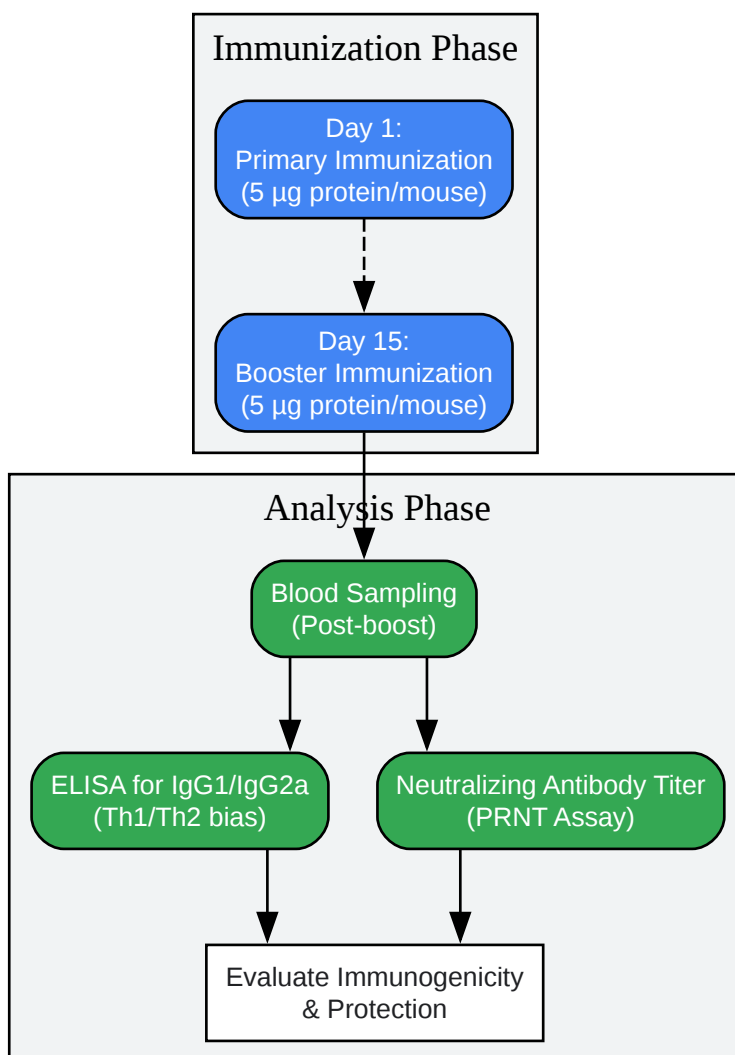 Immunization Phase
Day 1:
Primary Immunization
(5 µg protein/mouse)
Day 15:
Booster Immunization
(5 µg protein/mouse)
Analysis Phase
Blood Sampling
(Post-boost)
ELISA for IgG1/IgG2a
(Th1/Th2 bias)
Neutralizing Antibody Titer
(PRNT Assay)
Evaluate Immunogenicity
& Protection